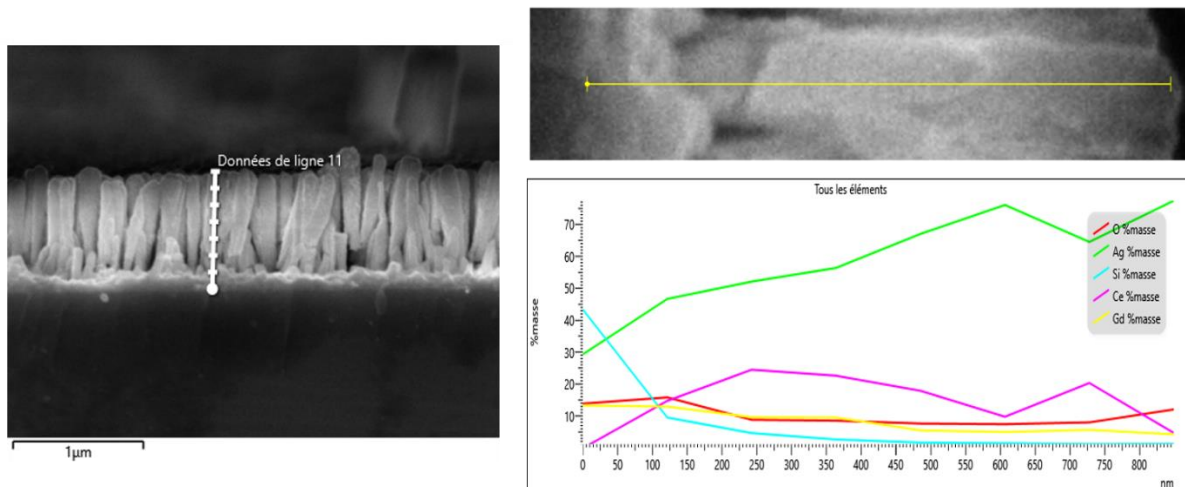 Données de ligne 11
1µm
Tous les éléments
%masse
70
60
50
40
30
20
10
O %masse
Ag %masse
Si %masse
Ce %masse
Gd %masse
0 50 100 150 200 250 300 350 400 450 500 550 600 650 700 750 800
nm